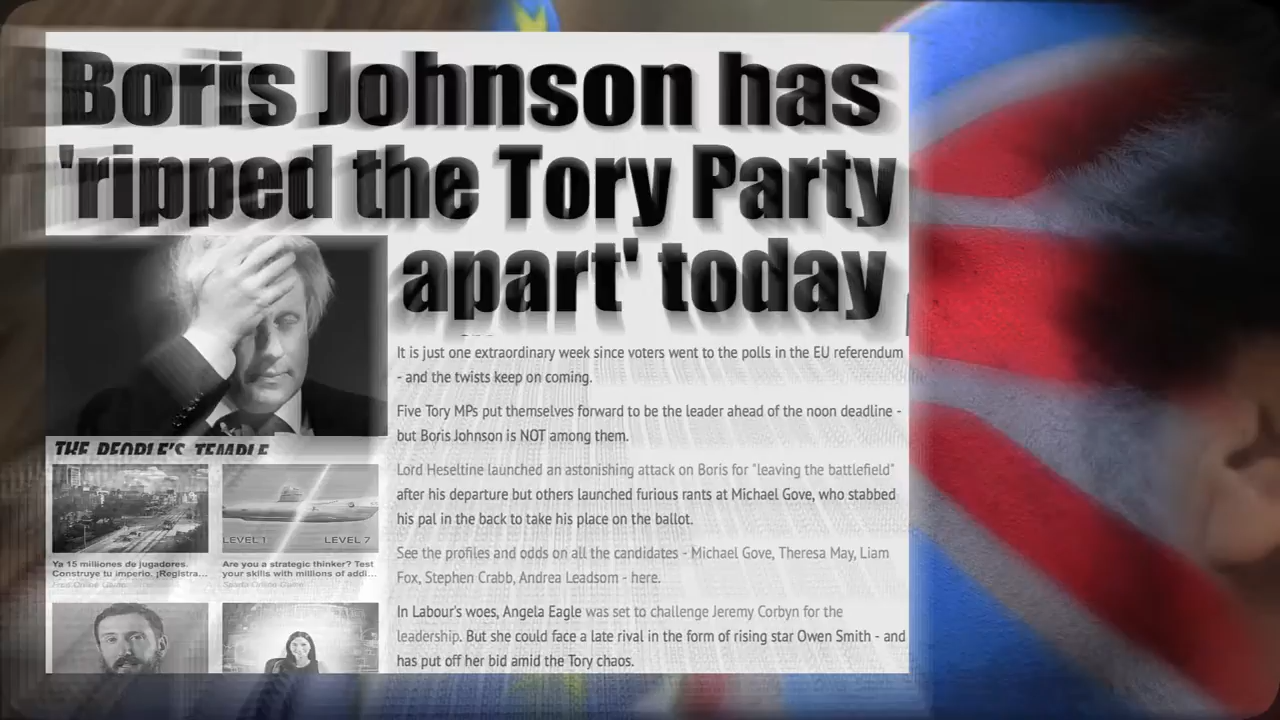 Boris Johnson has
'ripped the Tory Party
apart' today
It is just one extraordinary week since voters went to the polls in the EU referendum
- and the twists keep on coming.
Five Tory MPs put themselves forward to be the leader ahead of the noon deadline -
but Boris Johnson is NOT among them.
Lord Heseltine launched an astonishing attack on Boris for "leaving the battlefield"
after his departure but others launched furious rants at Michael Gove, who stabbed
his pal in the back to take his place on the ballot.
See the profiles and odds on all the candidates - Michael Gove, Theresa May, Liam
Fox, Stephen Crabb, Andrea Leadsom - here.
In Labour's woes, Angela Eagle was set to challenge Jeremy Corbyn for the
leadership. But she could face a late rival in the form of rising star Owen Smith - and
has put off her bid amid the Tory chaos.
THE PEOPLE'S TEMPLE
LEVEL 1 LEVEL 7
Ya 15 milliones de jugadores.
Construye tu imperio. ¡Registra...
Are you a strategic thinker? Test
your skills with millions of addi...